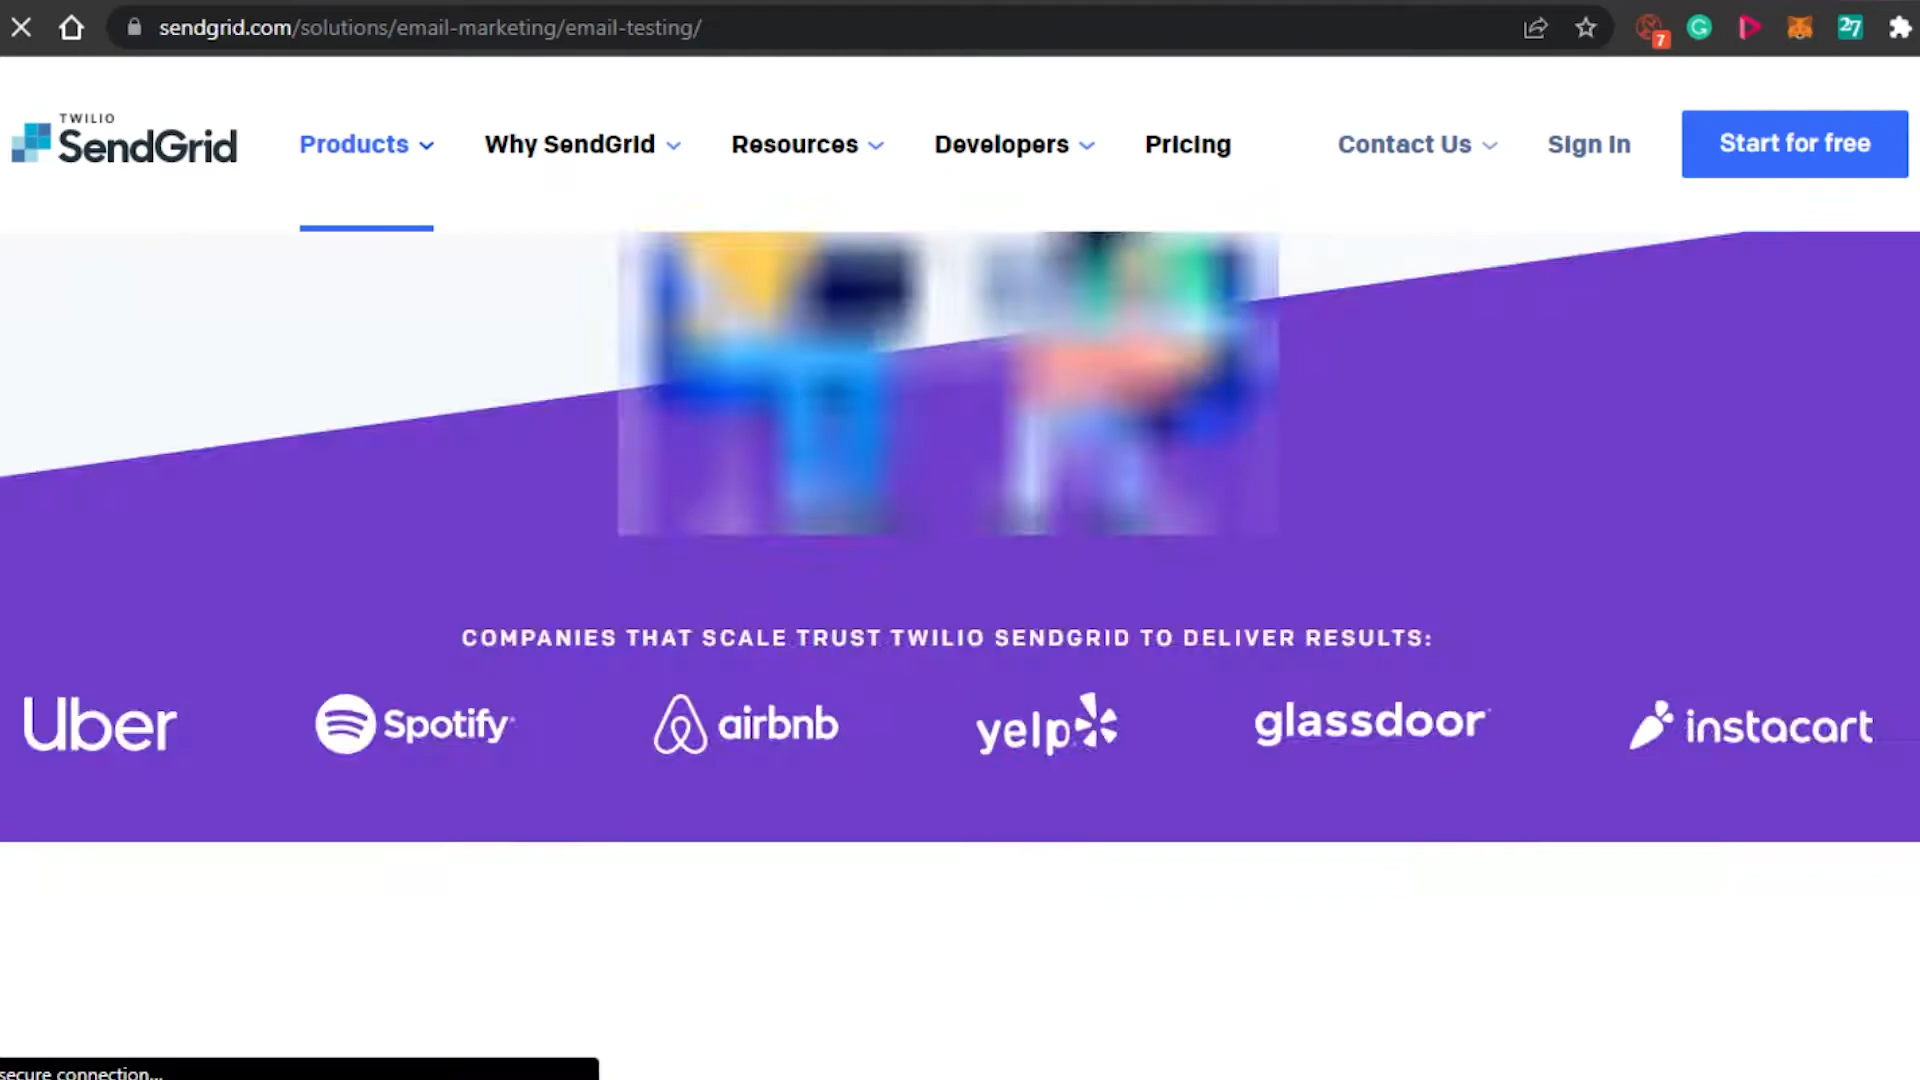 sendgrid.com/solutions/email-marketing/email-testing/
7
G
27
TWILIO
SendGrid
Products
Why SendGrid
Resources
Developers
Pricing
Contact Us
Sign In
Start for free
COMPANIES THAT SCALE TRUST TWILIO SENDGRID TO DELIVER RESULTS:
Uber
Spotify
airbnb
yelp
glassdoor
instacart
secure connection...